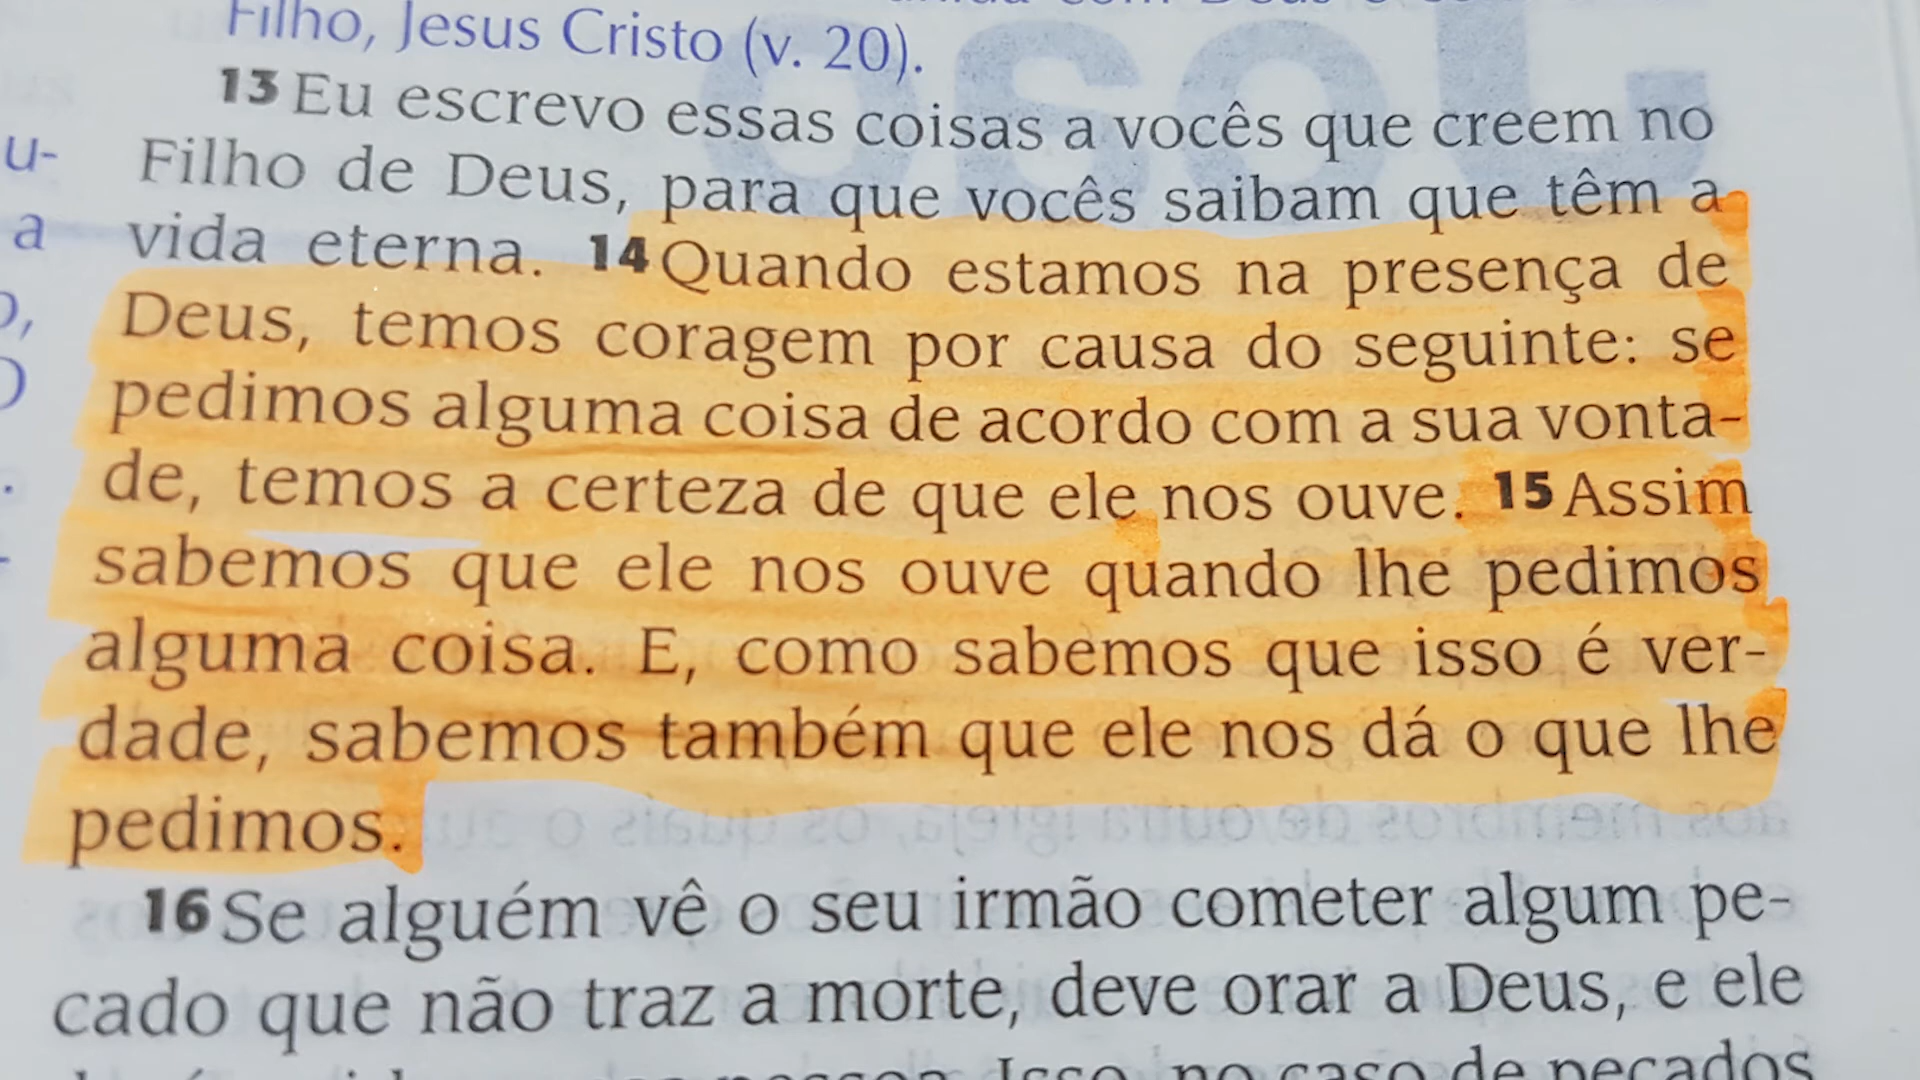 Filho, Jesus Cristo (v. 20).
13 Eu escrevo essas coisas a vocês que creem no
Filho de Deus, para que vocês saibam que têm a
vida eterna. 14 Quando estamos na presença de
Deus, temos coragem por causa do seguinte: se
pedimos alguma coisa de acordo com a sua vonta-
de, temos a certeza de que ele nos ouve. 15 Assim
sabemos que ele nos ouve quando lhe pedimos
alguma coisa. E, como sabemos que isso é ver-
dade, sabemos também que ele nos dá o que lhe
pedimos.
16 Se alguém vê o seu irmão cometer algum pe-
cado que não traz a morte, deve orar a Deus, e ele
Isso, no caso de pecados
u-
a